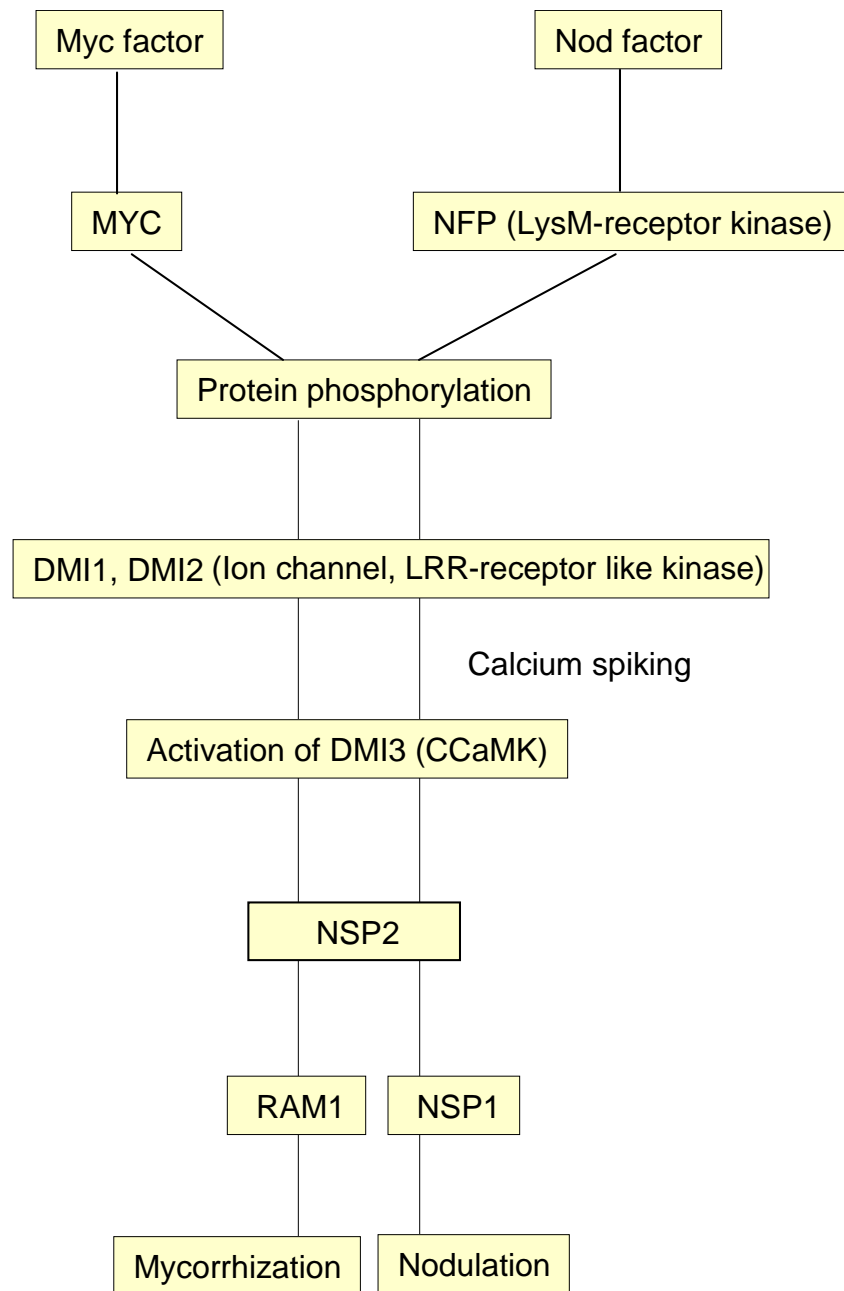 Myc factor
Nod factor
MYC
NFP (LysM-receptor kinase)
Protein phosphorylation
DMI1, DMI2 (Ion channel, LRR-receptor like kinase)
Calcium spiking
Activation of DMI3 (CCaMK)
NSP2
RAM1
NSP1
Mycorrhization
Nodulation